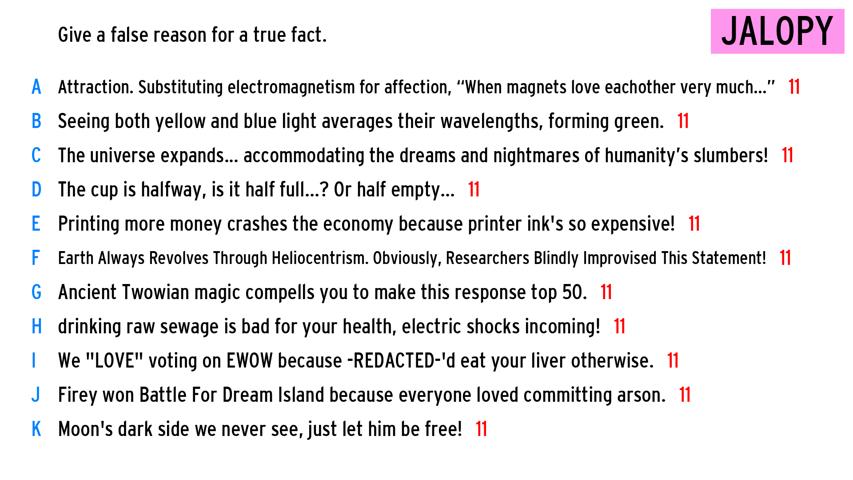 Give a false reason for a true fact.
JALOPY
A Attraction. Substituting electromagnetism for affection, “When magnets love eachother very much...” 11
B Seeing both yellow and blue light averages their wavelengths, forming green. 11
C The universe expands... accommodating the dreams and nightmares of humanity’s slumbers! 11
D The cup is halfway, is it half full...? Or half empty... 11
E Printing more money crashes the economy because printer ink's so expensive! 11
F Earth Always Revolves Through Heliocentrism. Obviously, Researchers Blindly Improvised This Statement! 11
G Ancient Twowian magic compells you to make this response top 50. 11
H drinking raw sewage is bad for your health, electric shocks incoming! 11
I We "LOVE" voting on EWOW because -REDACTED-'d eat your liver otherwise. 11
J Firey won Battle For Dream Island because everyone loved committing arson. 11
K Moon's dark side we never see, just let him be free! 11